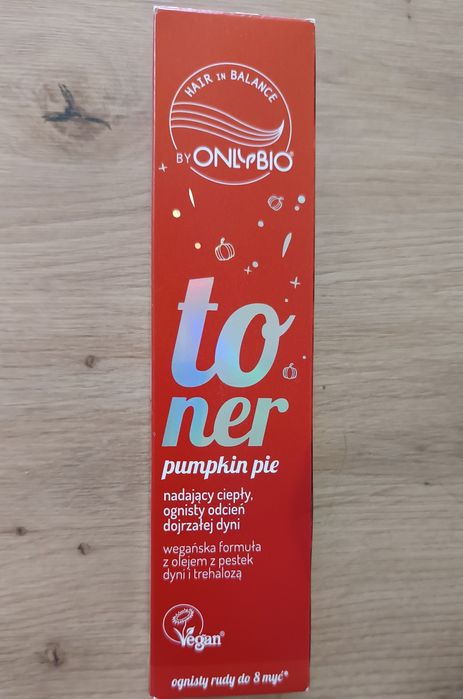 HAIR IN BALANCE
BY ONLYBIO®
to
ner
pumpkin pie
nadający ciepły,
ognisty odcień
dojrzałej dyni
wegańska formuła
z olejem z pestek
dyni i trehalozą
Vegan®
ognisty rudy do 8 myć*